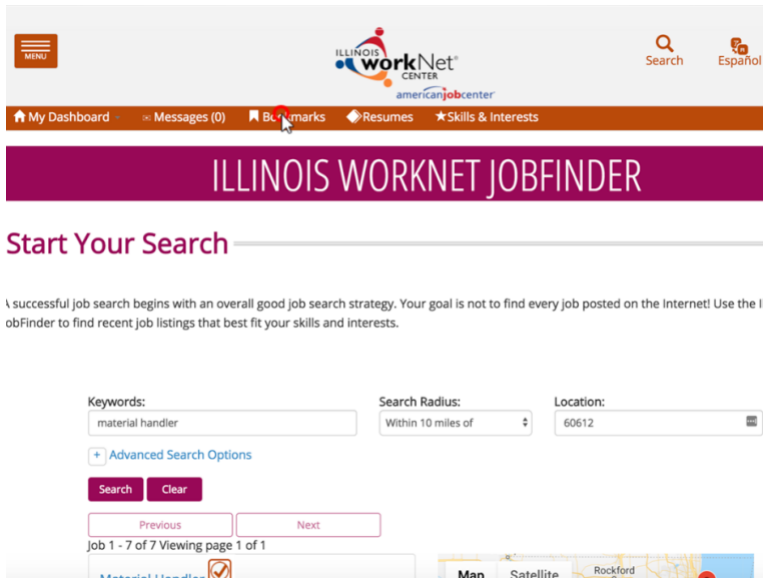 MENU
ILLINOIS
workNet®
CENTER
americanjobcenter
Search
Español
My Dashboard Messages (0) Bookmarks Resumes Skills & Interests
ILLINOIS WORKNET JOBFINDER
Start Your Search
A successful job search begins with an overall good job search strategy. Your goal is not to find every job posted on the Internet! Use the I
obFinder to find recent job listings that best fit your skills and interests.
Keywords: Search Radius: Location:
material handler Within 10 miles of 60612
+ Advanced Search Options
Search Clear
Previous Next
Job 1 - 7 of 7 Viewing page 1 of 1
Material Handler Map Satellite Rockford